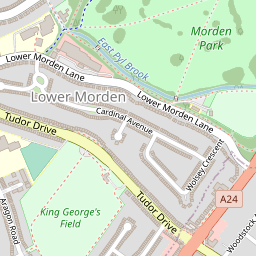 Morden
Park
East Pyl Brook
Lower Morden Lane
Lower Morden
Lower Morden Lane
Cardinal Avenue
Tudor Drive
Wolsey Crescent
A24
Tudor Drive
King George's
Field
Aragon Road
Woodstock